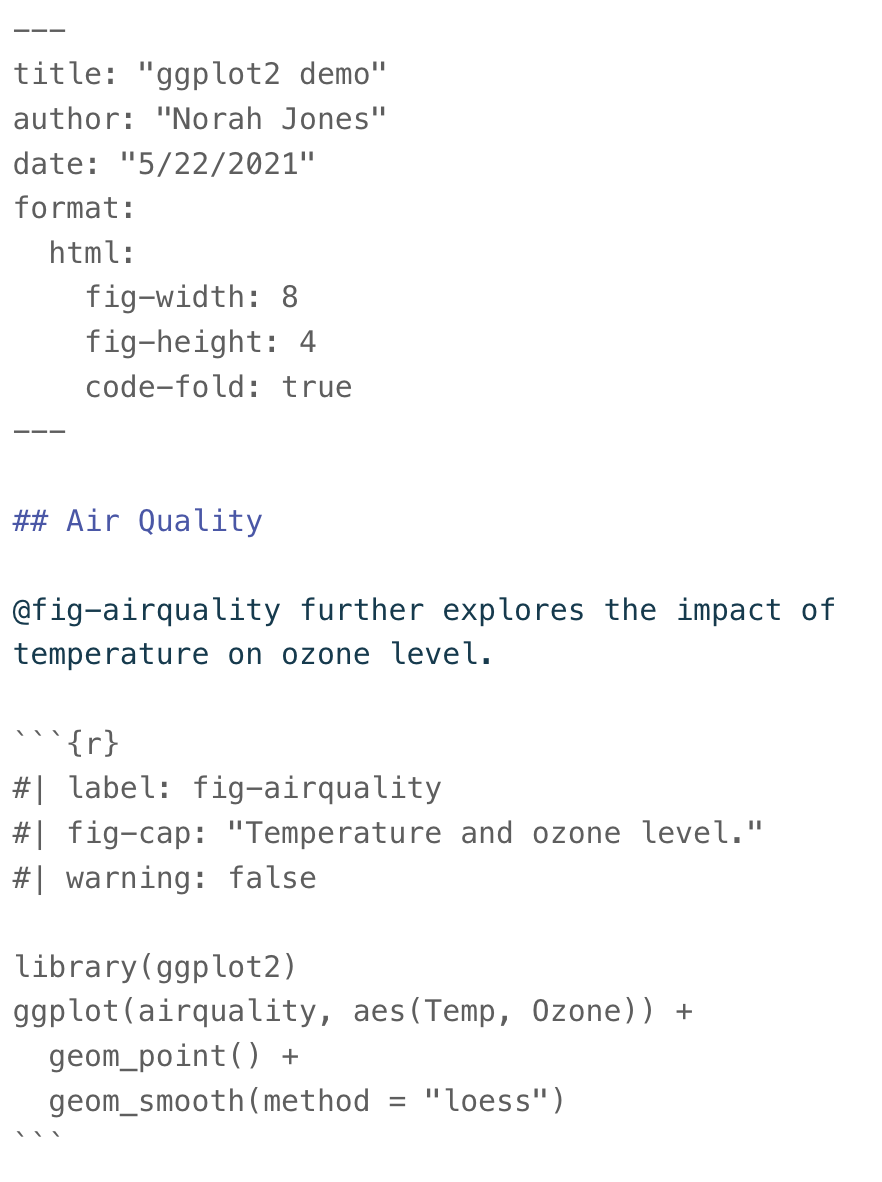 ---
title: "ggplot2 demo"
author: "Norah Jones"
date: "5/22/2021"
format:
  html:
    fig-width: 8
    fig-height: 4
    code-fold: true
---

## Air Quality

@fig-airquality further explores the impact of
temperature on ozone level.

```{r}
#| label: fig-airquality
#| fig-cap: "Temperature and ozone level."
#| warning: false

library(ggplot2)
ggplot(airquality, aes(Temp, Ozone)) +
  geom_point() +
  geom_smooth(method = "loess")
```